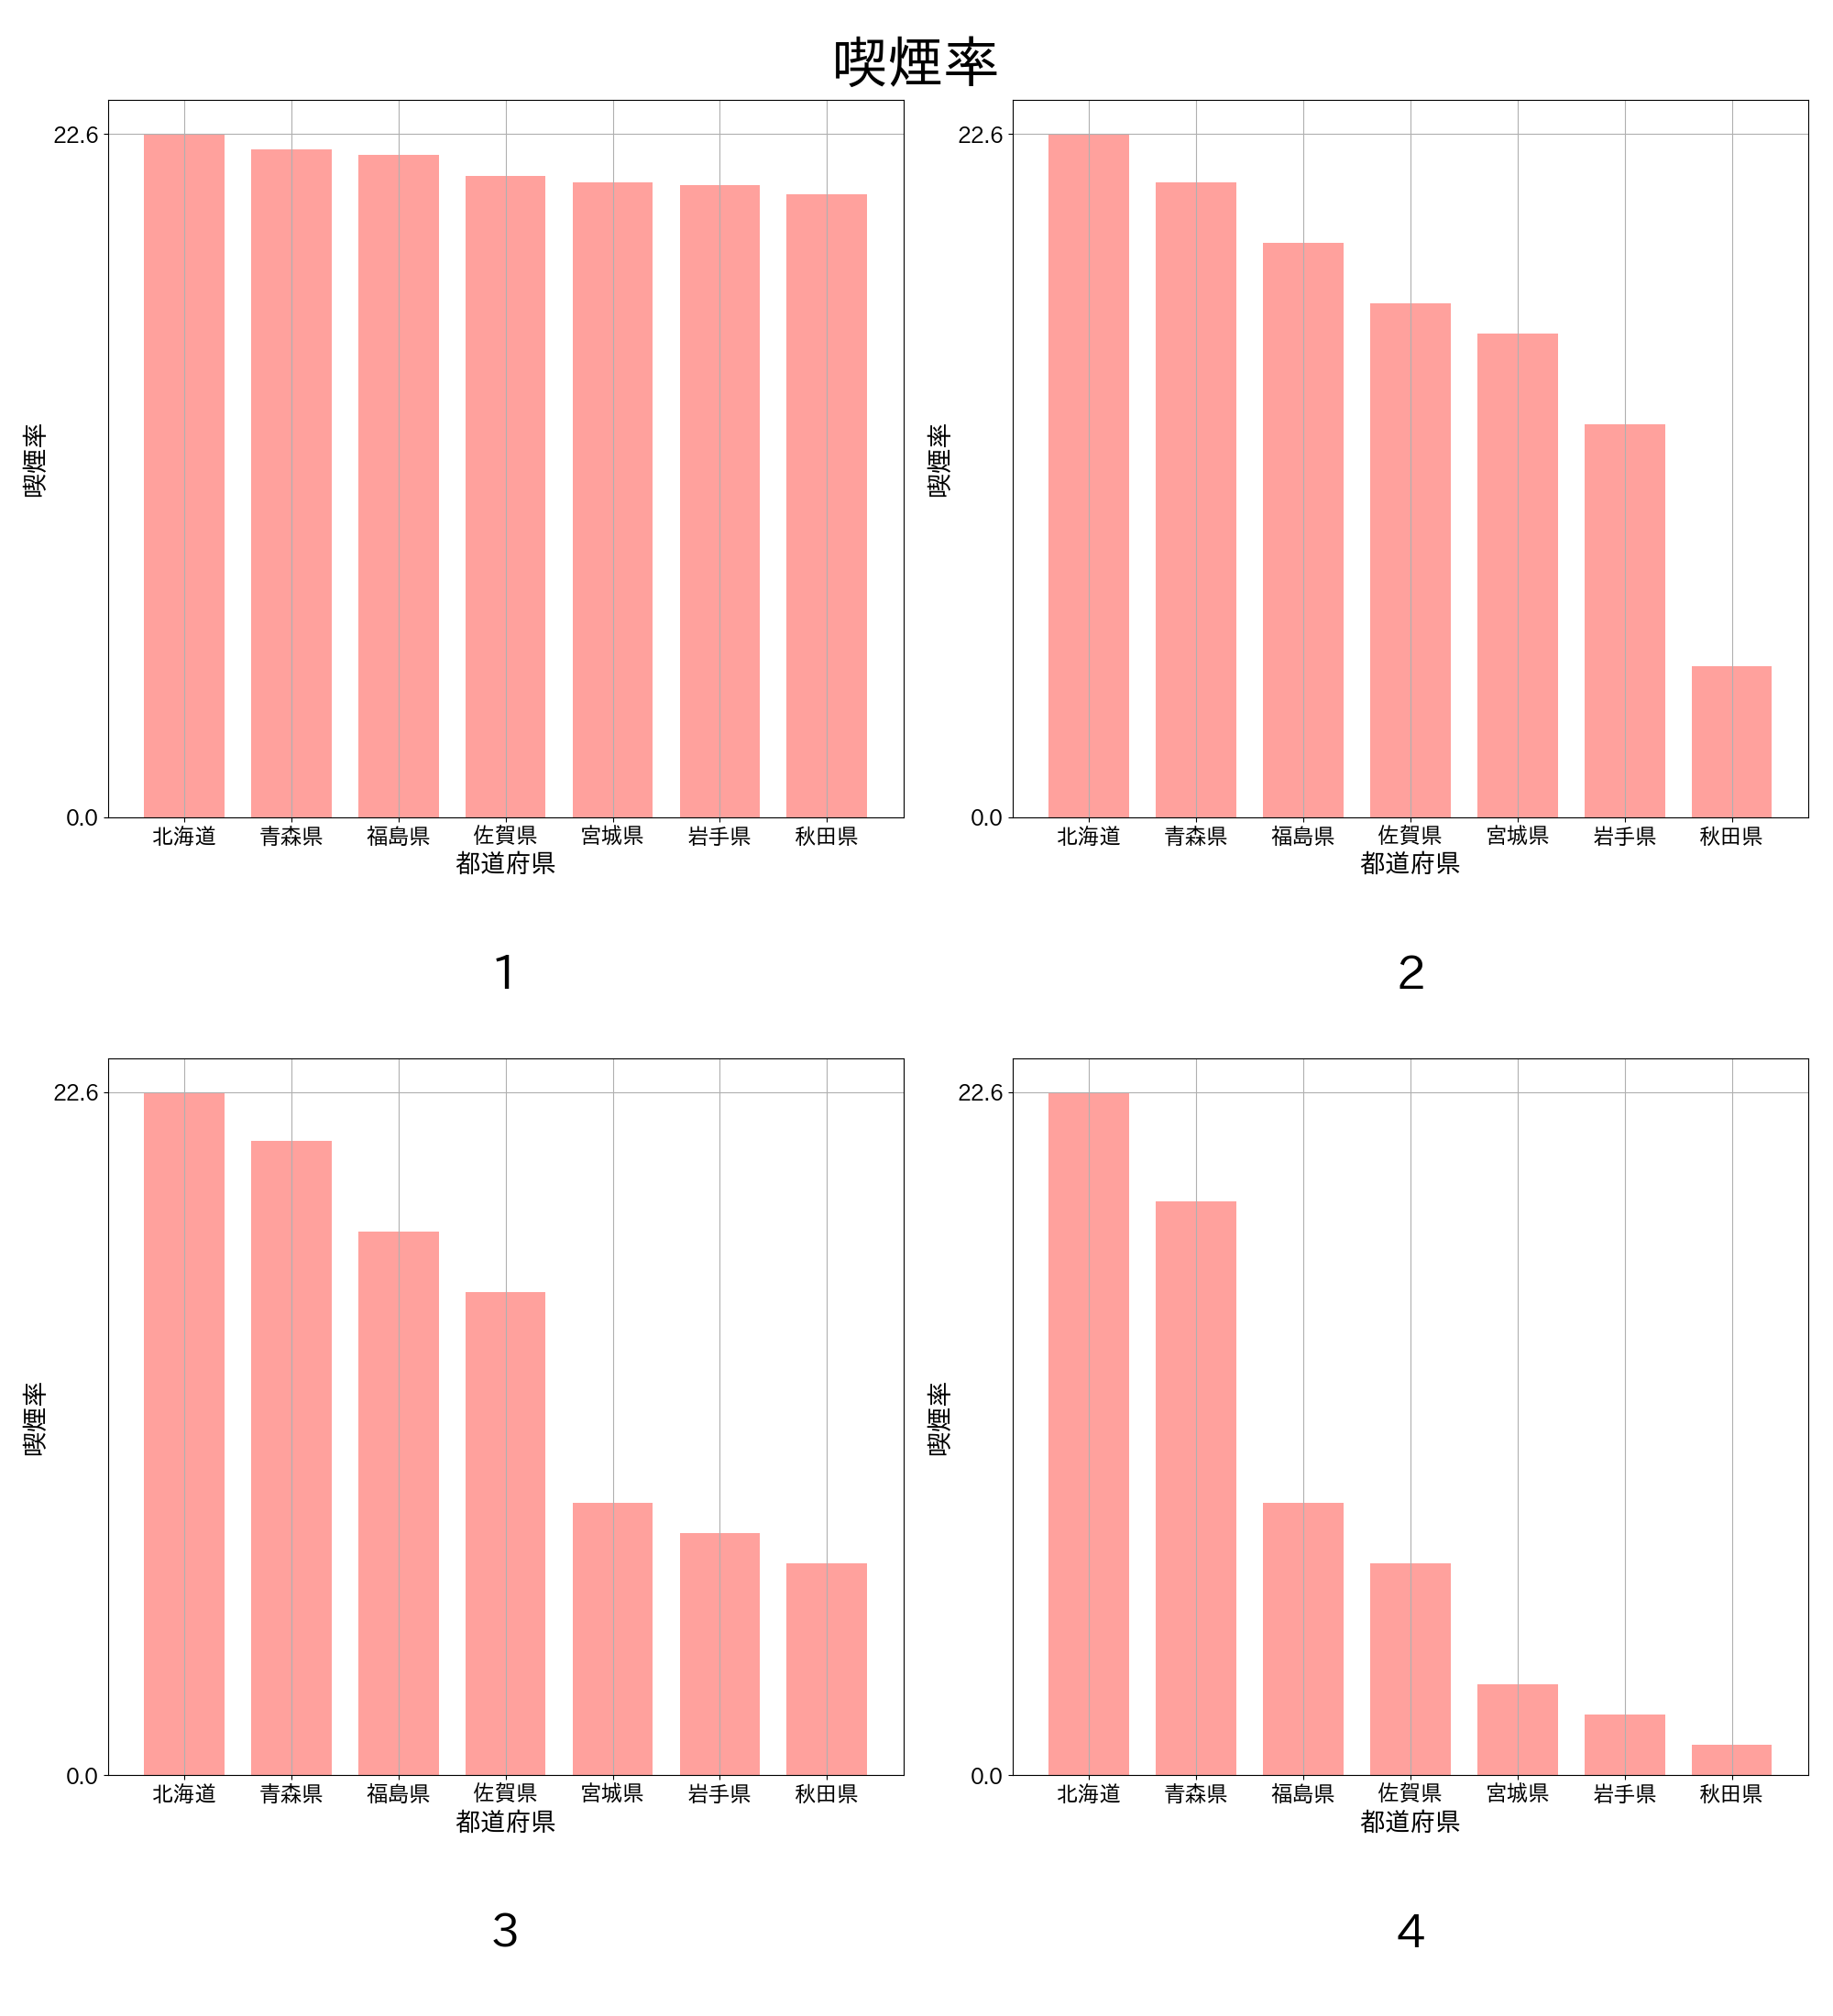 喫煙率
22.6
0.0
喫煙率
北海道 青森県 福島県 佐賀県 宮城県 岩手県 秋田県
都道府県
1
22.6
0.0
喫煙率
北海道 青森県 福島県 佐賀県 宮城県 岩手県 秋田県
都道府県
2
22.6
0.0
喫煙率
北海道 青森県 福島県 佐賀県 宮城県 岩手県 秋田県
都道府県
3
22.6
0.0
喫煙率
北海道 青森県 福島県 佐賀県 宮城県 岩手県 秋田県
都道府県
4